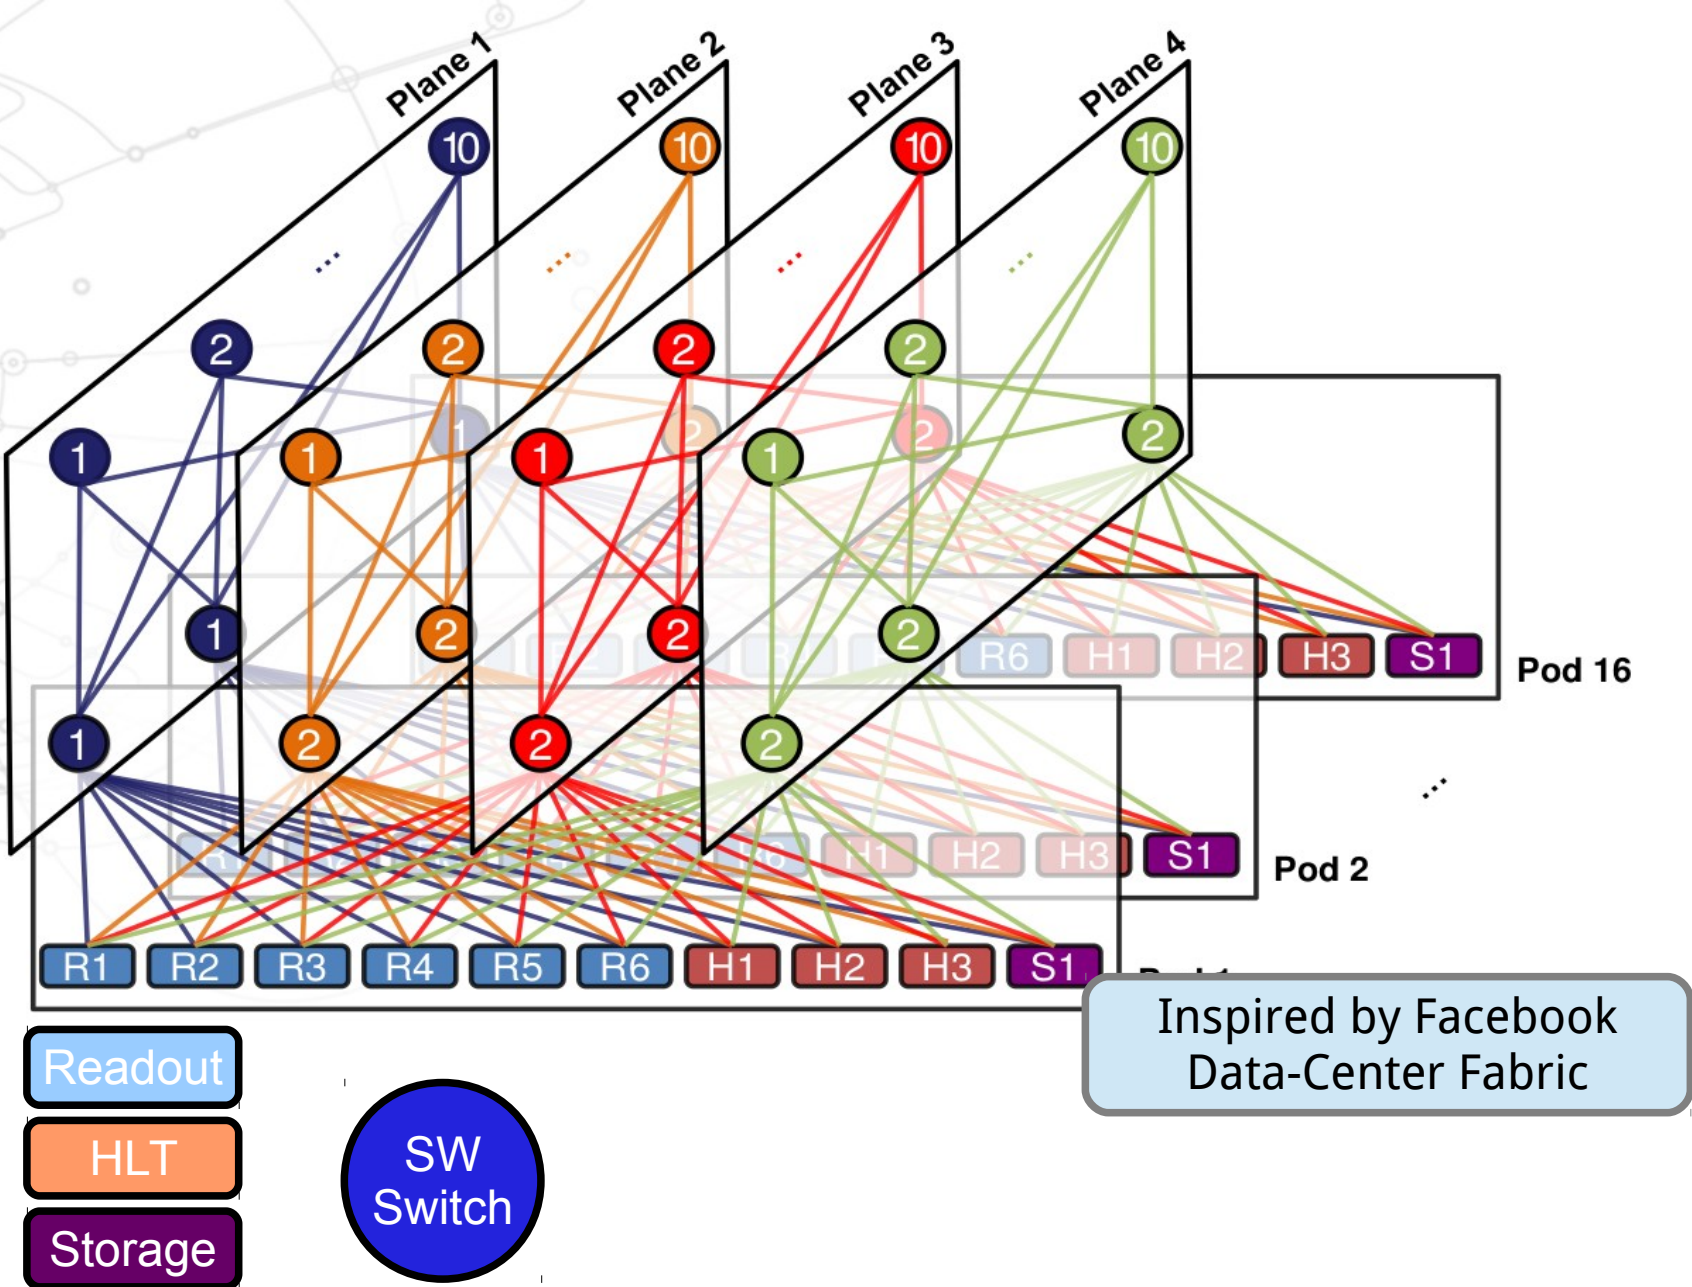 Plane 1
Plane 2
Plane 3
Plane 4
10
10
10
10
2
2
2
2
1
1
1
1
1
2
2
2
1
2
2
2
R6
H1
H2
H3
S1
Pod 16
1
2
2
2
R6
H1
H2
H3
S1
Pod 2
R1
R2
R3
R4
R5
R6
H1
H2
H3
S1
Inspired by Facebook
Data-Center Fabric
Readout
HLT
Storage
SW
Switch